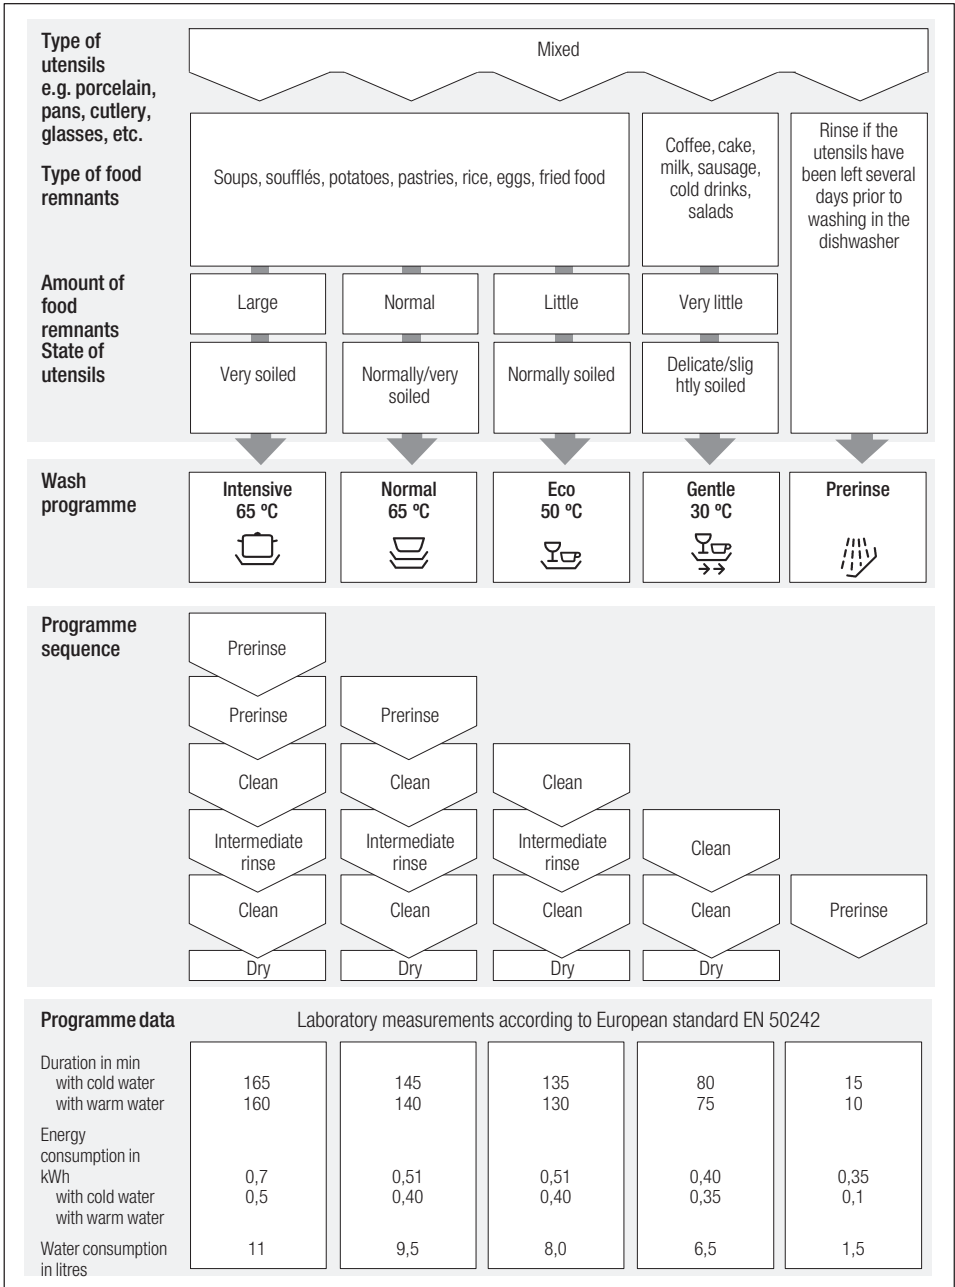 Type of
utensils
e.g. porcelain,
pans, cutlery,
glasses, etc.
Mixed
Type of food
remnants
Soups, soufflés, potatoes, pastries, rice, eggs, fried food
Coffee, cake,
milk, sausage,
cold drinks,
salads
Rinse if the
utensils have
been left several
days prior to
washing in the
dishwasher
Amount of
food
remnants
Large
Normal
Little
Very little
State of
utensils
Very soiled
Normally/very
soiled
Normally soiled
Delicate/slig
htly soiled
Wash
programme
Intensive
65 ºC
Normal
65 ºC
Eco
50 ºC
Gentle
30 ºC
Prerinse
Programme
sequence
Prerinse
Prerinse
Prerinse
Clean
Clean
Clean
Intermediate
rinse
Intermediate
rinse
Intermediate
rinse
Clean
Clean
Clean
Clean
Clean
Prerinse
Dry
Dry
Dry
Dry
Programme data
Laboratory measurements according to European standard EN 50242
Duration in min
with cold water 165 145 135 80 15
with warm water 160 140 130 75 10
Energy
consumption in
kWh 0,7 0,51 0,51 0,40 0,35
with cold water 0,5 0,40 0,40 0,35 0,1
with warm water
Water consumption 11 9,5 8,0 6,5 1,5
in litres